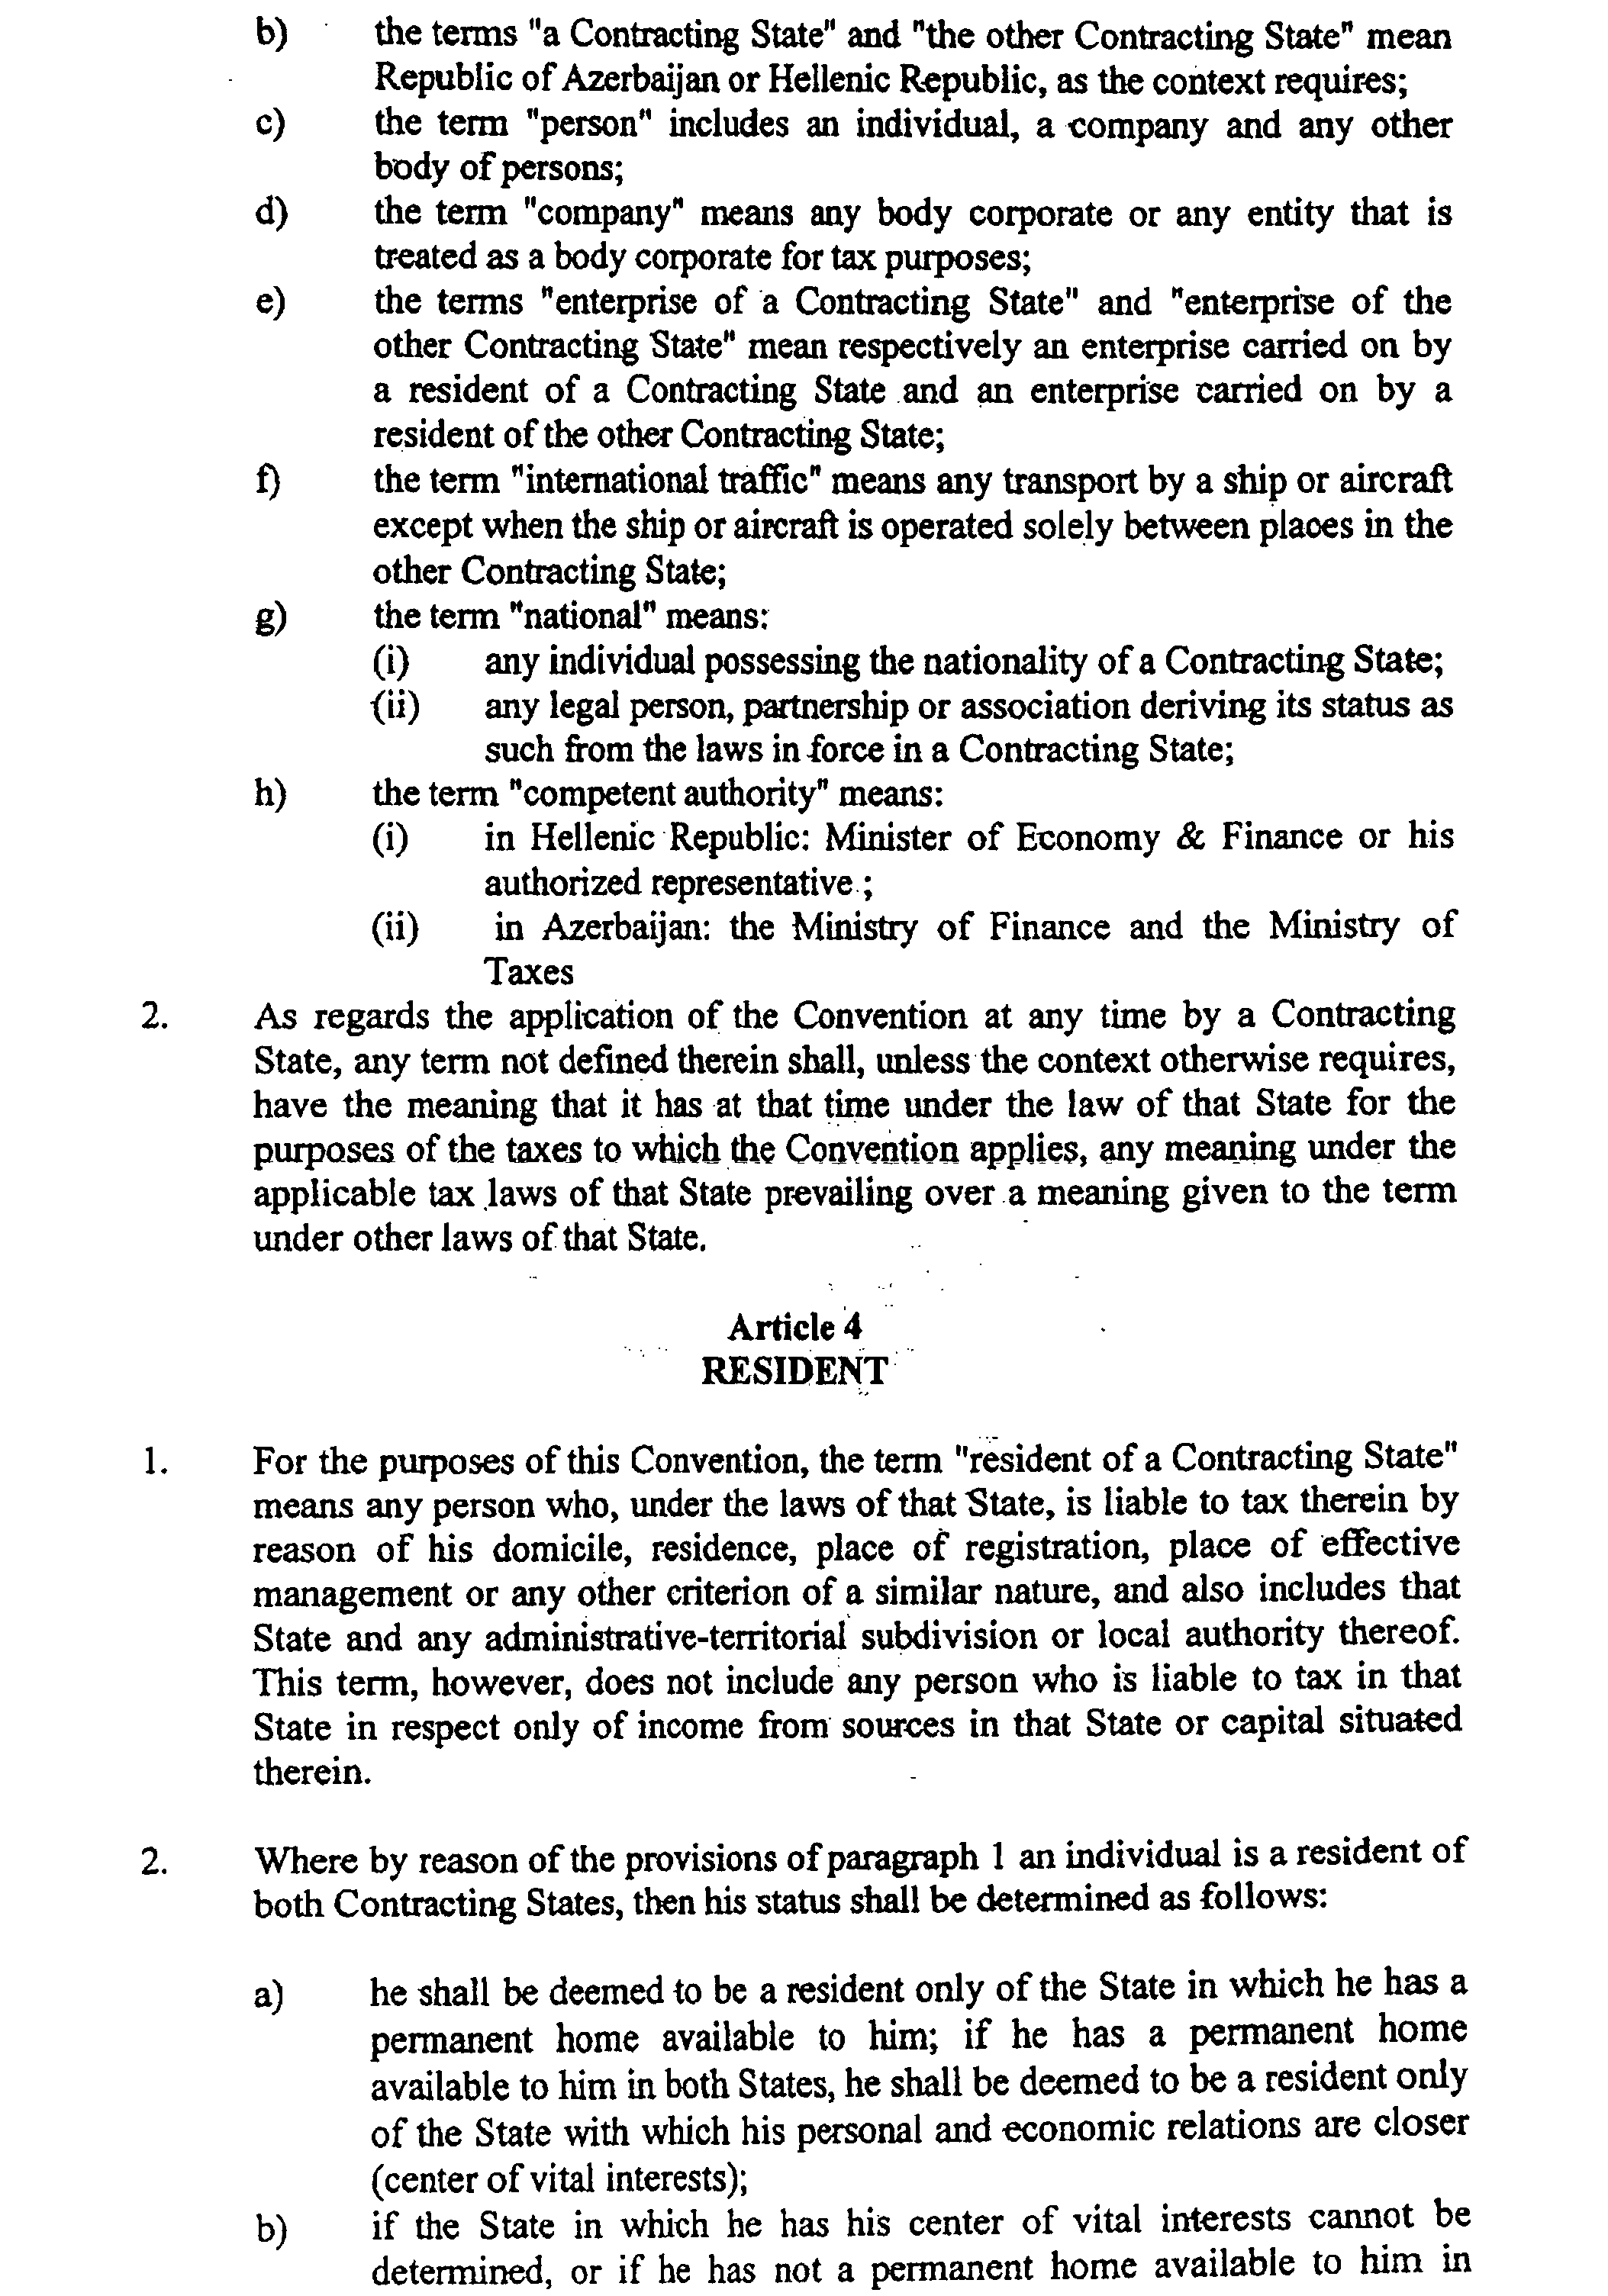 b) the terms "a Contracting State" and "the other Contracting State" mean
Republic of Azerbaijan or Hellenic Republic, as the context requires;
c) the term "person" includes an individual, a company and any other
body of persons;
d) the term "company" means any body corporate or any entity that is
treated as a body corporate for tax purposes;
e) the terms "enterprise of a Contracting State" and "enterprise of the
other Contracting State" mean respectively an enterprise carried on by
a resident of a Contracting State and an enterprise carried on by a
resident of the other Contracting State;
f) the term "international traffic" means any transport by a ship or aircraft
except when the ship or aircraft is operated solely between places in the
other Contracting State;
g) the term "national" means:
(i) any individual possessing the nationality of a Contracting State;
(ii) any legal person, partnership or association deriving its status as
such from the laws in force in a Contracting State;
h) the term "competent authority" means:
(i) in Hellenic Republic: Minister of Economy & Finance or his
authorized representative ;
(ii) in Azerbaijan: the Ministry of Finance and the Ministry of
Taxes
2. As regards the application of the Convention at any time by a Contracting
State, any term not defined therein shall, unless the context otherwise requires,
have the meaning that it has at that time under the law of that State for the
purposes of the taxes to which the Convention applies, any meaning under the
applicable tax laws of that State prevailing over a meaning given to the term
under other laws of that State.
Article 4
RESIDENT
1. For the purposes of this Convention, the term "resident of a Contracting State"
means any person who, under the laws of that State, is liable to tax therein by
reason of his domicile, residence, place of registration, place of effective
management or any other criterion of a similar nature, and also includes that
State and any administrative-territorial subdivision or local authority thereof.
This term, however, does not include any person who is liable to tax in that
State in respect only of income from sources in that State or capital situated
therein.
2. Where by reason of the provisions of paragraph 1 an individual is a resident of
both Contracting States, then his status shall be determined as follows:
a) he shall be deemed to be a resident only of the State in which he has a
permanent home available to him; if he has a permanent home
available to him in both States, he shall be deemed to be a resident only
of the State with which his personal and economic relations are closer
(center of vital interests);
b) if the State in which he has his center of vital interests cannot be
determined, or if he has not a permanent home available to him in